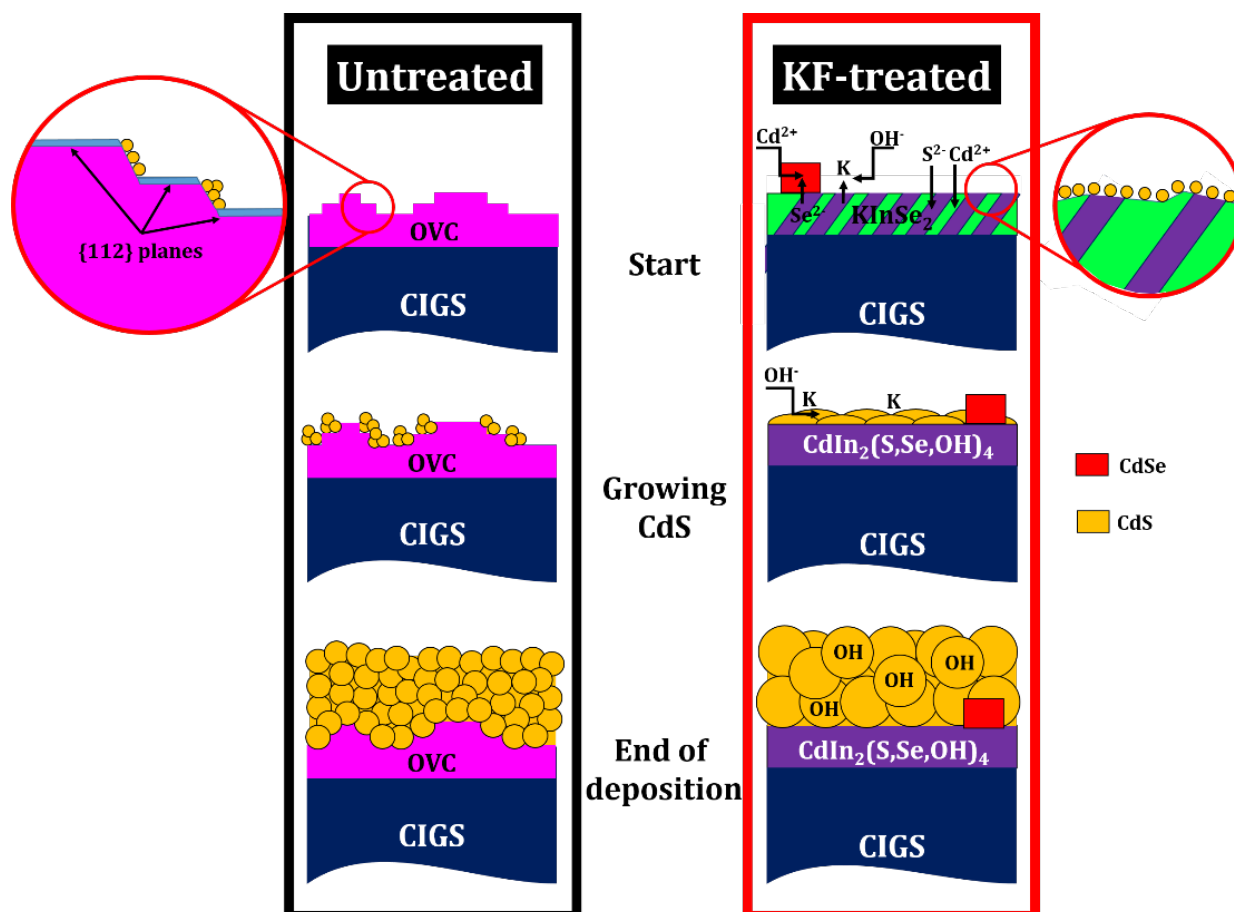 Untreated
{112} planes
OVC
CIGS
Start
KF-treated
Cd²⁺
OH⁻
S²⁻ Cd²⁺
K
Se²⁻
KInSe₂
CIGS
OVC
CIGS
Growing
CdS
OH⁻
K
K
CdIn₂(S,Se,OH)₄
CIGS
CdSe
CdS
OVC
CIGS
End of
deposition
OH
OH
OH
OH
CdIn₂(S,Se,OH)₄
CIGS